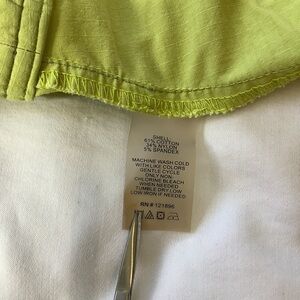 SHELL:
61% COTTON
34% NYLON
5% SPANDEX
MACHINE WASH COLD
WITH LIKE COLORS
GENTLE CYCLE
ONLY NON-
CHLORINE BLEACH
WHEN NEEDED
TUMBLE DRY LOW
LOW IRON IF NEEDED
RN # 121896